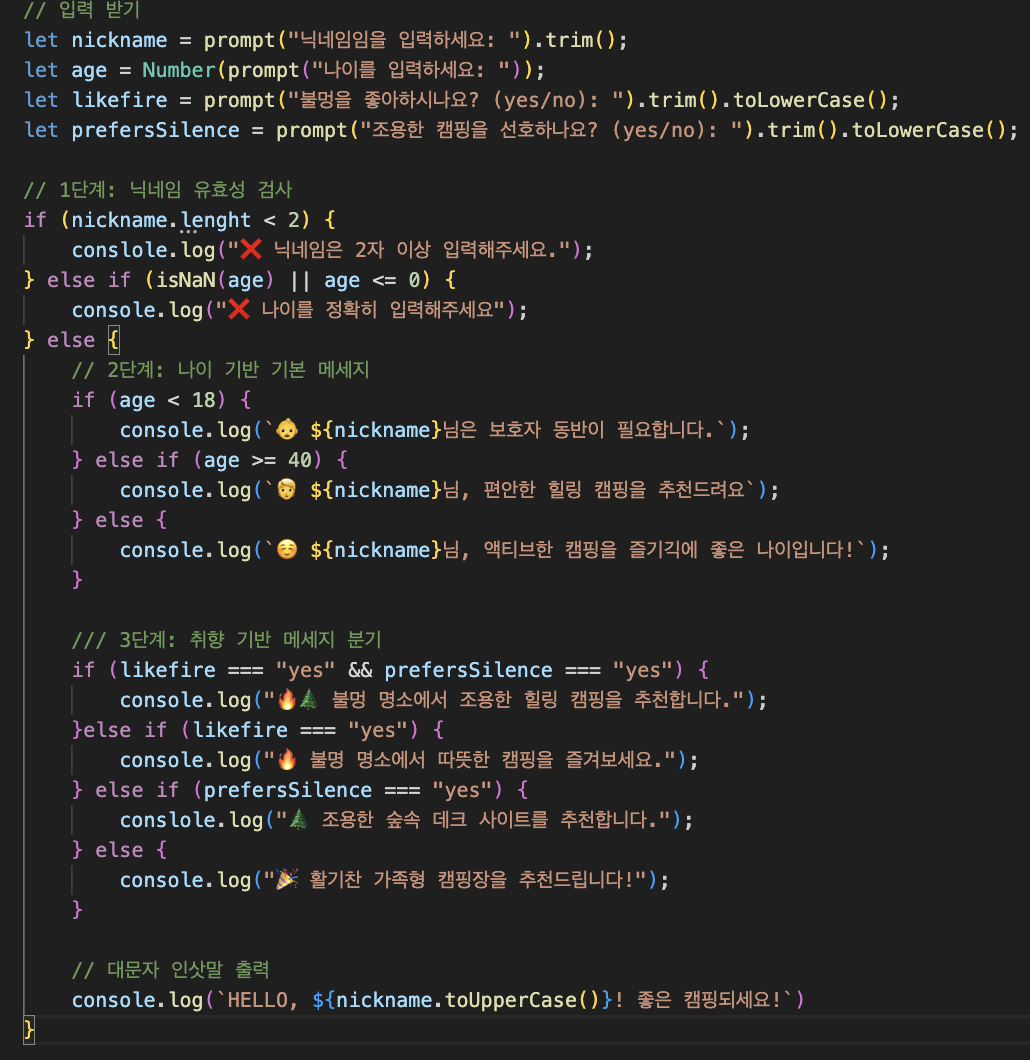 // 입력 받기
let nickname = prompt("닉네임임을 입력하세요: ").trim();
let age = Number(prompt("나이를 입력하세요: "));
let likefire = prompt("불멍을 좋아하시나요? (yes/no): ").trim().toLowerCase();
let prefersSilence = prompt("조용한 캠핑을 선호하나요? (yes/no): ").trim().toLowerCase();

// 1단계: 닉네임 유효성 검사
if (nickname.lenght < 2) {
    conslole.log("❌ 닉네임은 2자 이상 입력해주세요.");
} else if (isNaN(age) || age <= 0) {
    console.log("❌ 나이를 정확히 입력해주세요");
} else {
    // 2단계: 나이 기반 기본 메세지
    if (age < 18) {
        console.log(`👶 ${nickname}님은 보호자 동반이 필요합니다.`);
    } else if (age >= 40) {
        console.log(`🧑 ${nickname}님, 편안한 힐링 캠핑을 추천드려요`);
    } else {
        console.log(`☺️ ${nickname}님, 액티브한 캠핑을 즐기긱에 좋은 나이입니다!`);
    }

    /// 3단계: 취향 기반 메세지 분기
    if (likefire === "yes" && prefersSilence === "yes") {
        console.log("🔥🌲 불멍 명소에서 조용한 힐링 캠핑을 추천합니다.");
    }else if (likefire === "yes") {
        console.log("🔥 불명 명소에서 따뜻한 캠핑을 즐겨보세요.");
    } else if (prefersSilence === "yes") {
        conslole.log("🌲 조용한 숲속 데크 사이트를 추천합니다.");
    } else {
        console.log("🎉 활기찬 가족형 캠핑장을 추천드립니다!");
    }

    // 대문자 인삿말 출력
    console.log(`HELLO, ${nickname.toUpperCase()}! 좋은 캠핑되세요!`)
}